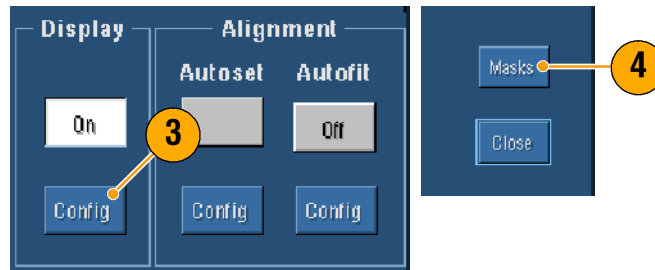 Display Alignment
Autoset Autofit
On Off
3
Config Config Config
Masks 4
Close